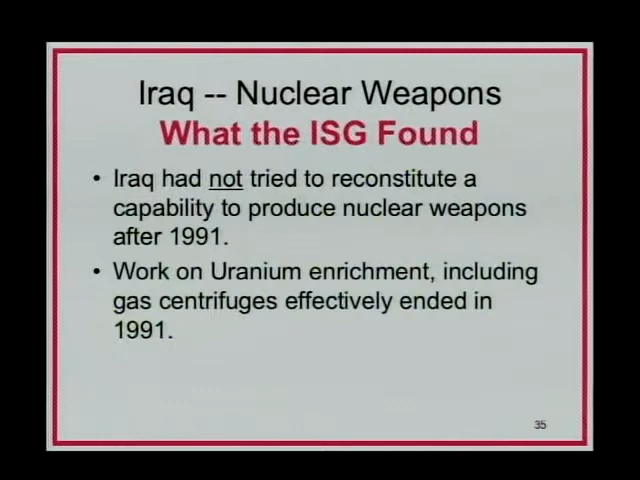 Iraq -- Nuclear Weapons
What the ISG Found
• Iraq had not tried to reconstitute a
capability to produce nuclear weapons
after 1991.
• Work on Uranium enrichment, including
gas centrifuges effectively ended in
1991.
35